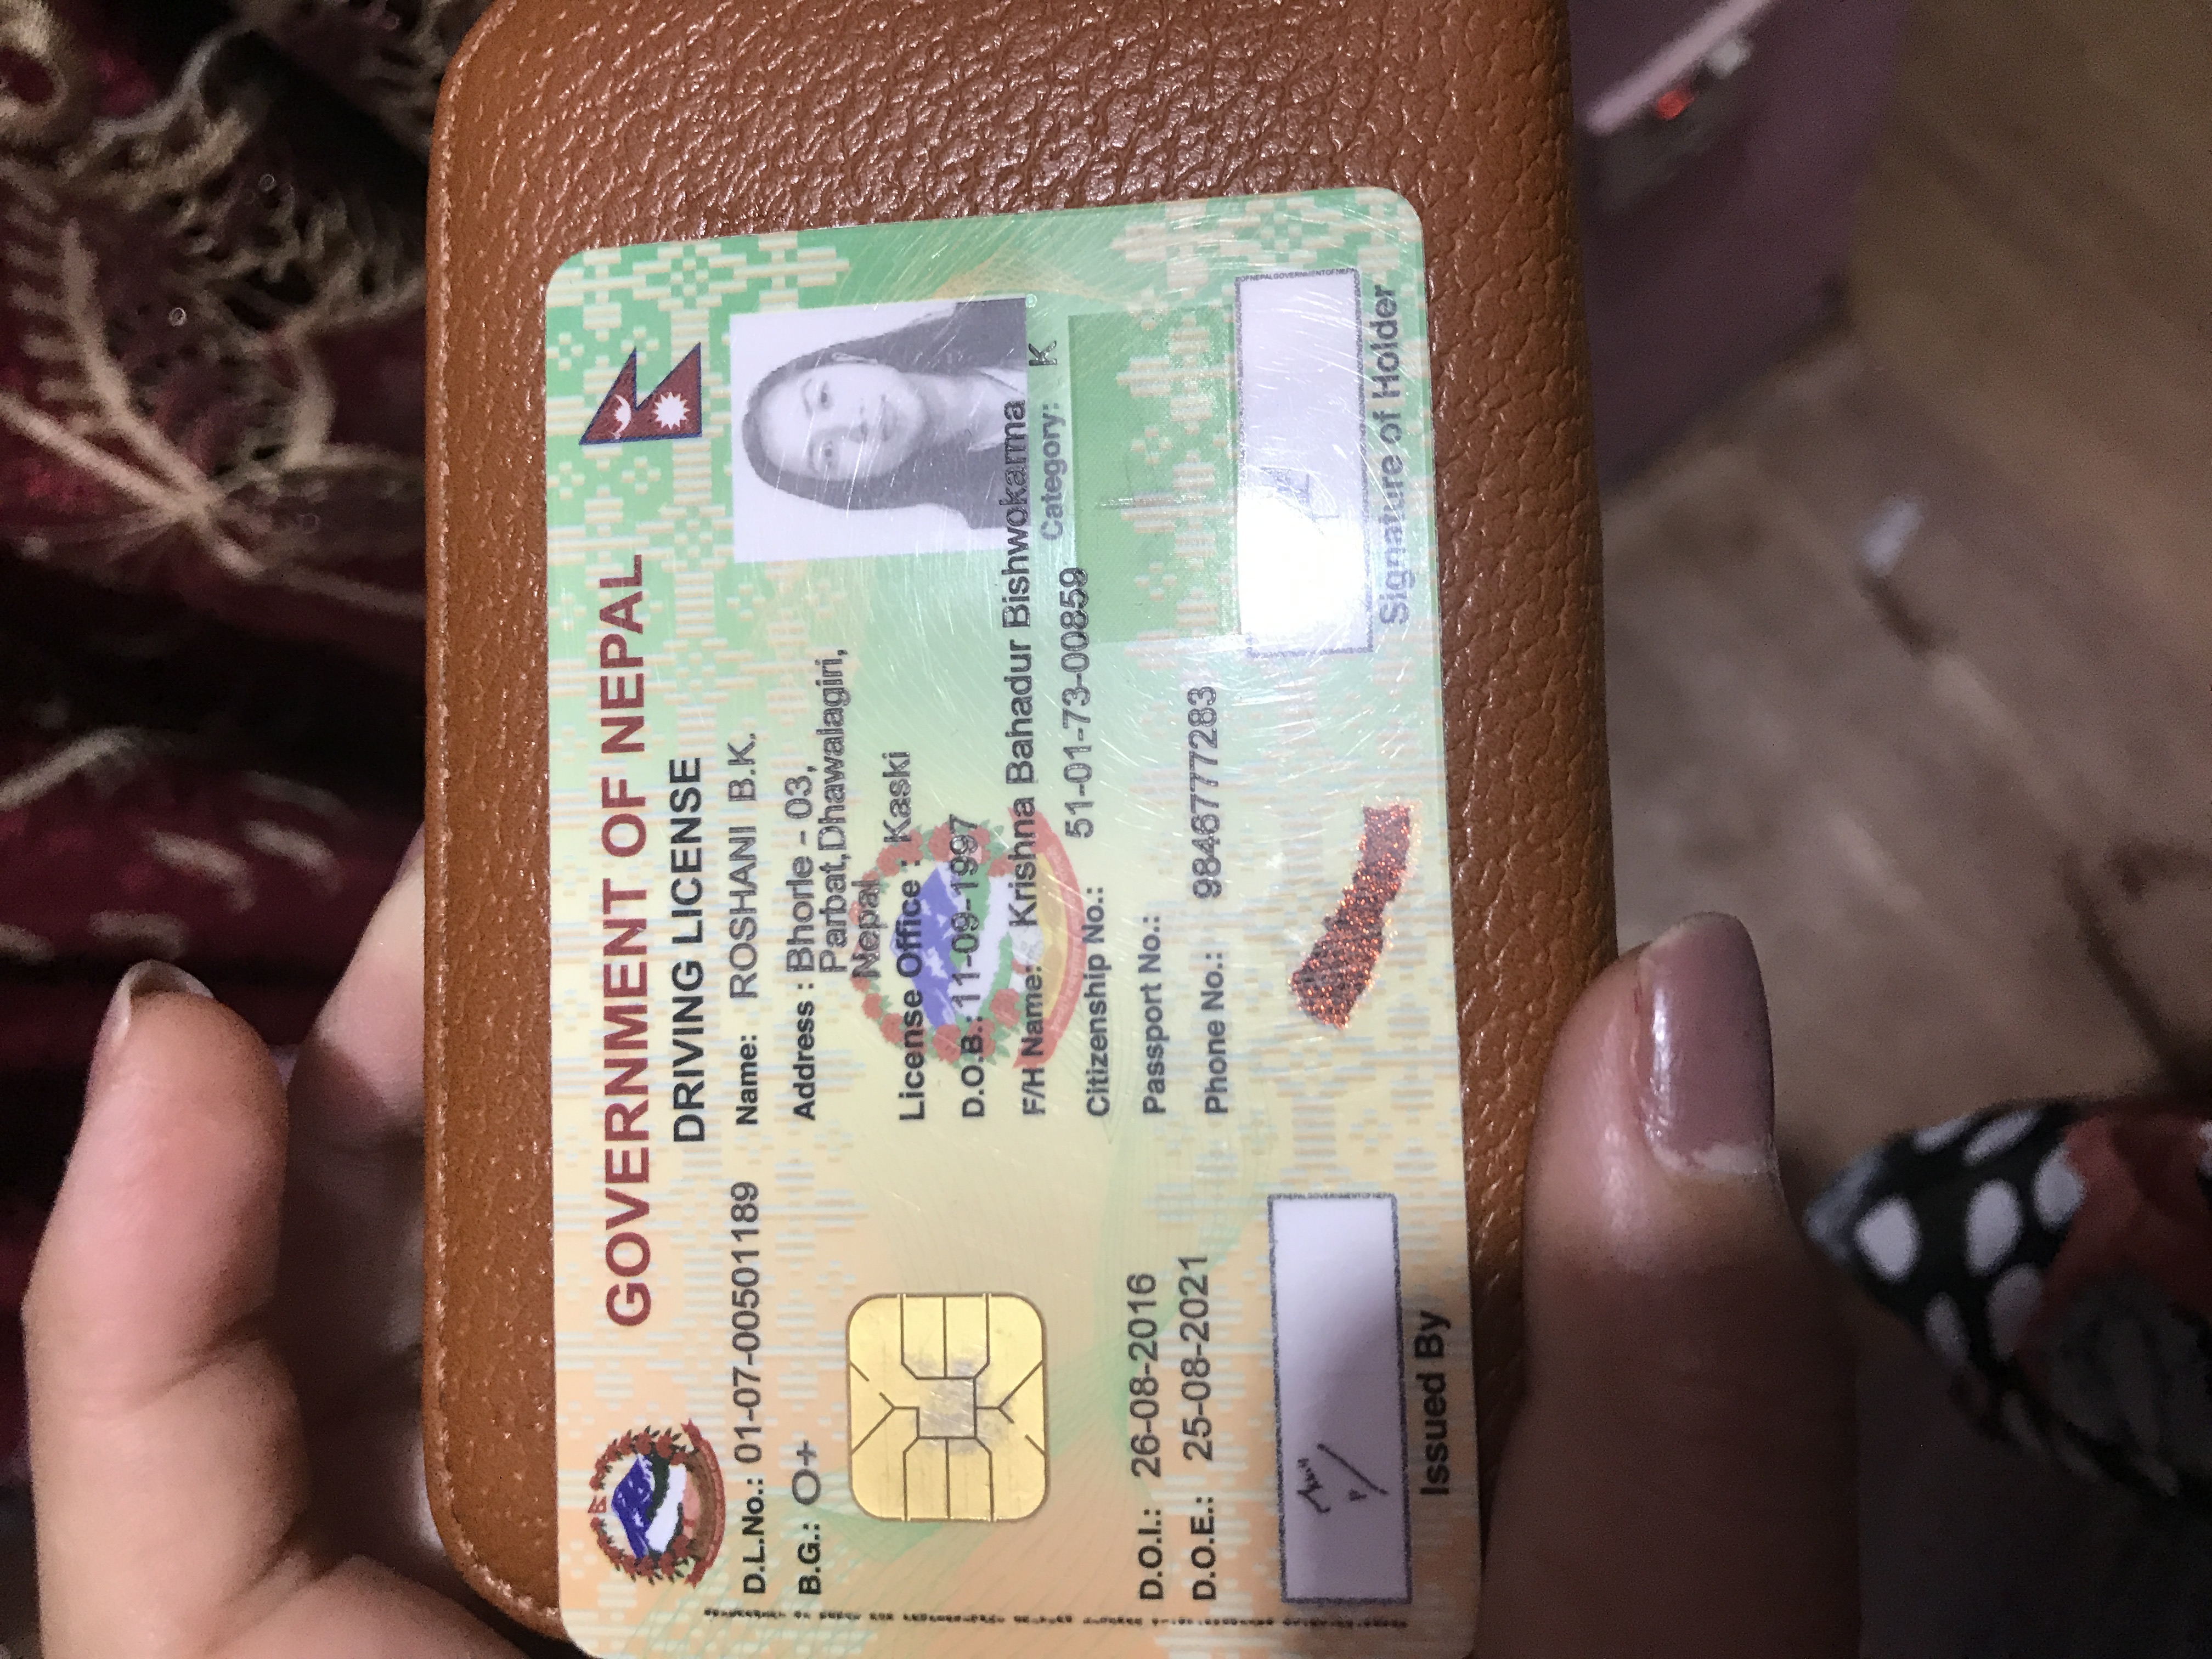 GOVERNMENT OF NEPAL
DRIVING LICENSE
D.L.No.: 01-07-00501189
Name: ROSHANI B.K.
B.G.: O+
Address : Bhorle - 03,
Parbat,Dhawalagiri,
Nepal
License Office : Kaski
D.O.B.: 11-09-1997
F/H Name: Krishna Bahadur Bishwokarma
Category: K
Citizenship No.: 51-01-73-00859
D.O.I.: 26-08-2016
Passport No.:
D.O.E.: 25-08-2021
Phone No.: 9846777283
Issued By
Signature of Holder